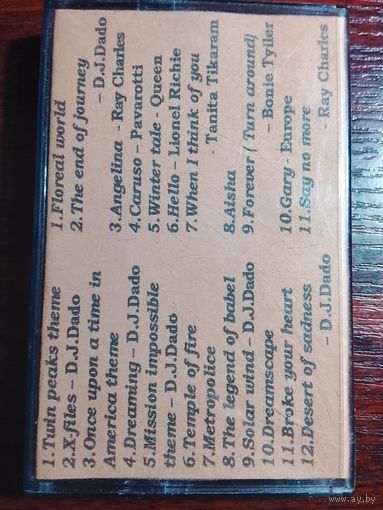 1.Twin peaks theme
2.X-files – D.J.Dado
3.Once upon a time in
America theme
4.Dreaming – D.J.Dado
5.Mission impossible
theme – D.J.Dado
6.Temple of fire
7.Metropolice
8.The legend of babel
9.Solar wind – D.J.Dado
10.Dreamscape
11.Broke your heart
12.Desert of sadness
– D.J.Dado
1.Floreal world
2.The end of journey
– D.J.Dado
3.Angelina - Ray Charles
4.Caruso – Pavarotti
5.Winter tale - Queen
6.Hello – Lionel Richie
7.When I think of you
- Tanita Tikaram
8.Aisha
9.Forever ( Turn around)
– Bonie Tyiler
10.Gary - Europe
11.Say no more
- Ray Charles
ay.by